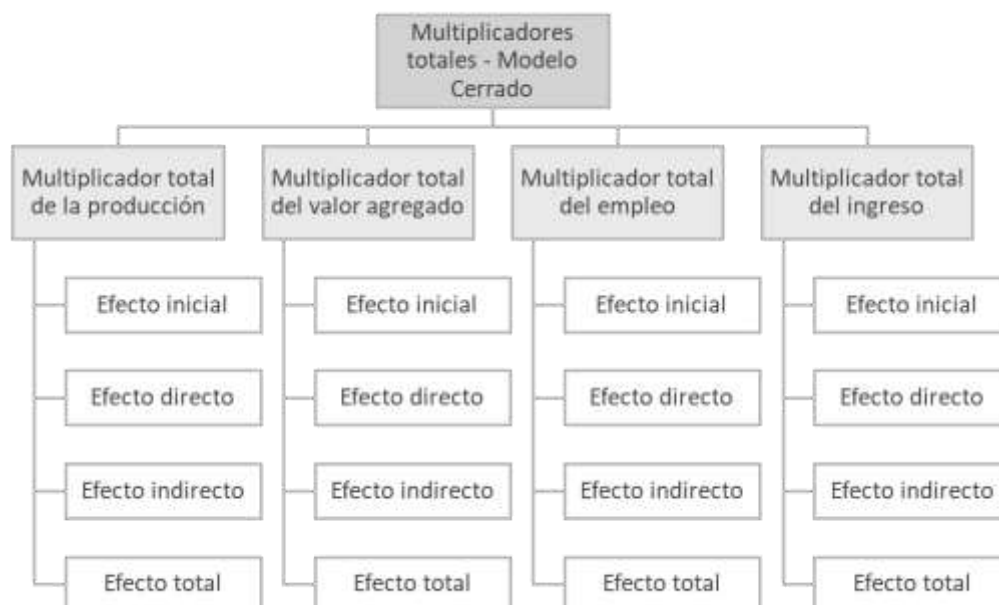 Multiplicadores
totales - Modelo
Cerrado
Multiplicador total
de la producción
Multiplicador total
del valor agregado
Multiplicador total
del empleo
Multiplicador total
del ingreso
Efecto inicial
Efecto inicial
Efecto inicial
Efecto inicial
Efecto directo
Efecto directo
Efecto directo
Efecto directo
Efecto indirecto
Efecto indirecto
Efecto indirecto
Efecto indirecto
Efecto total
Efecto total
Efecto total
Efecto total